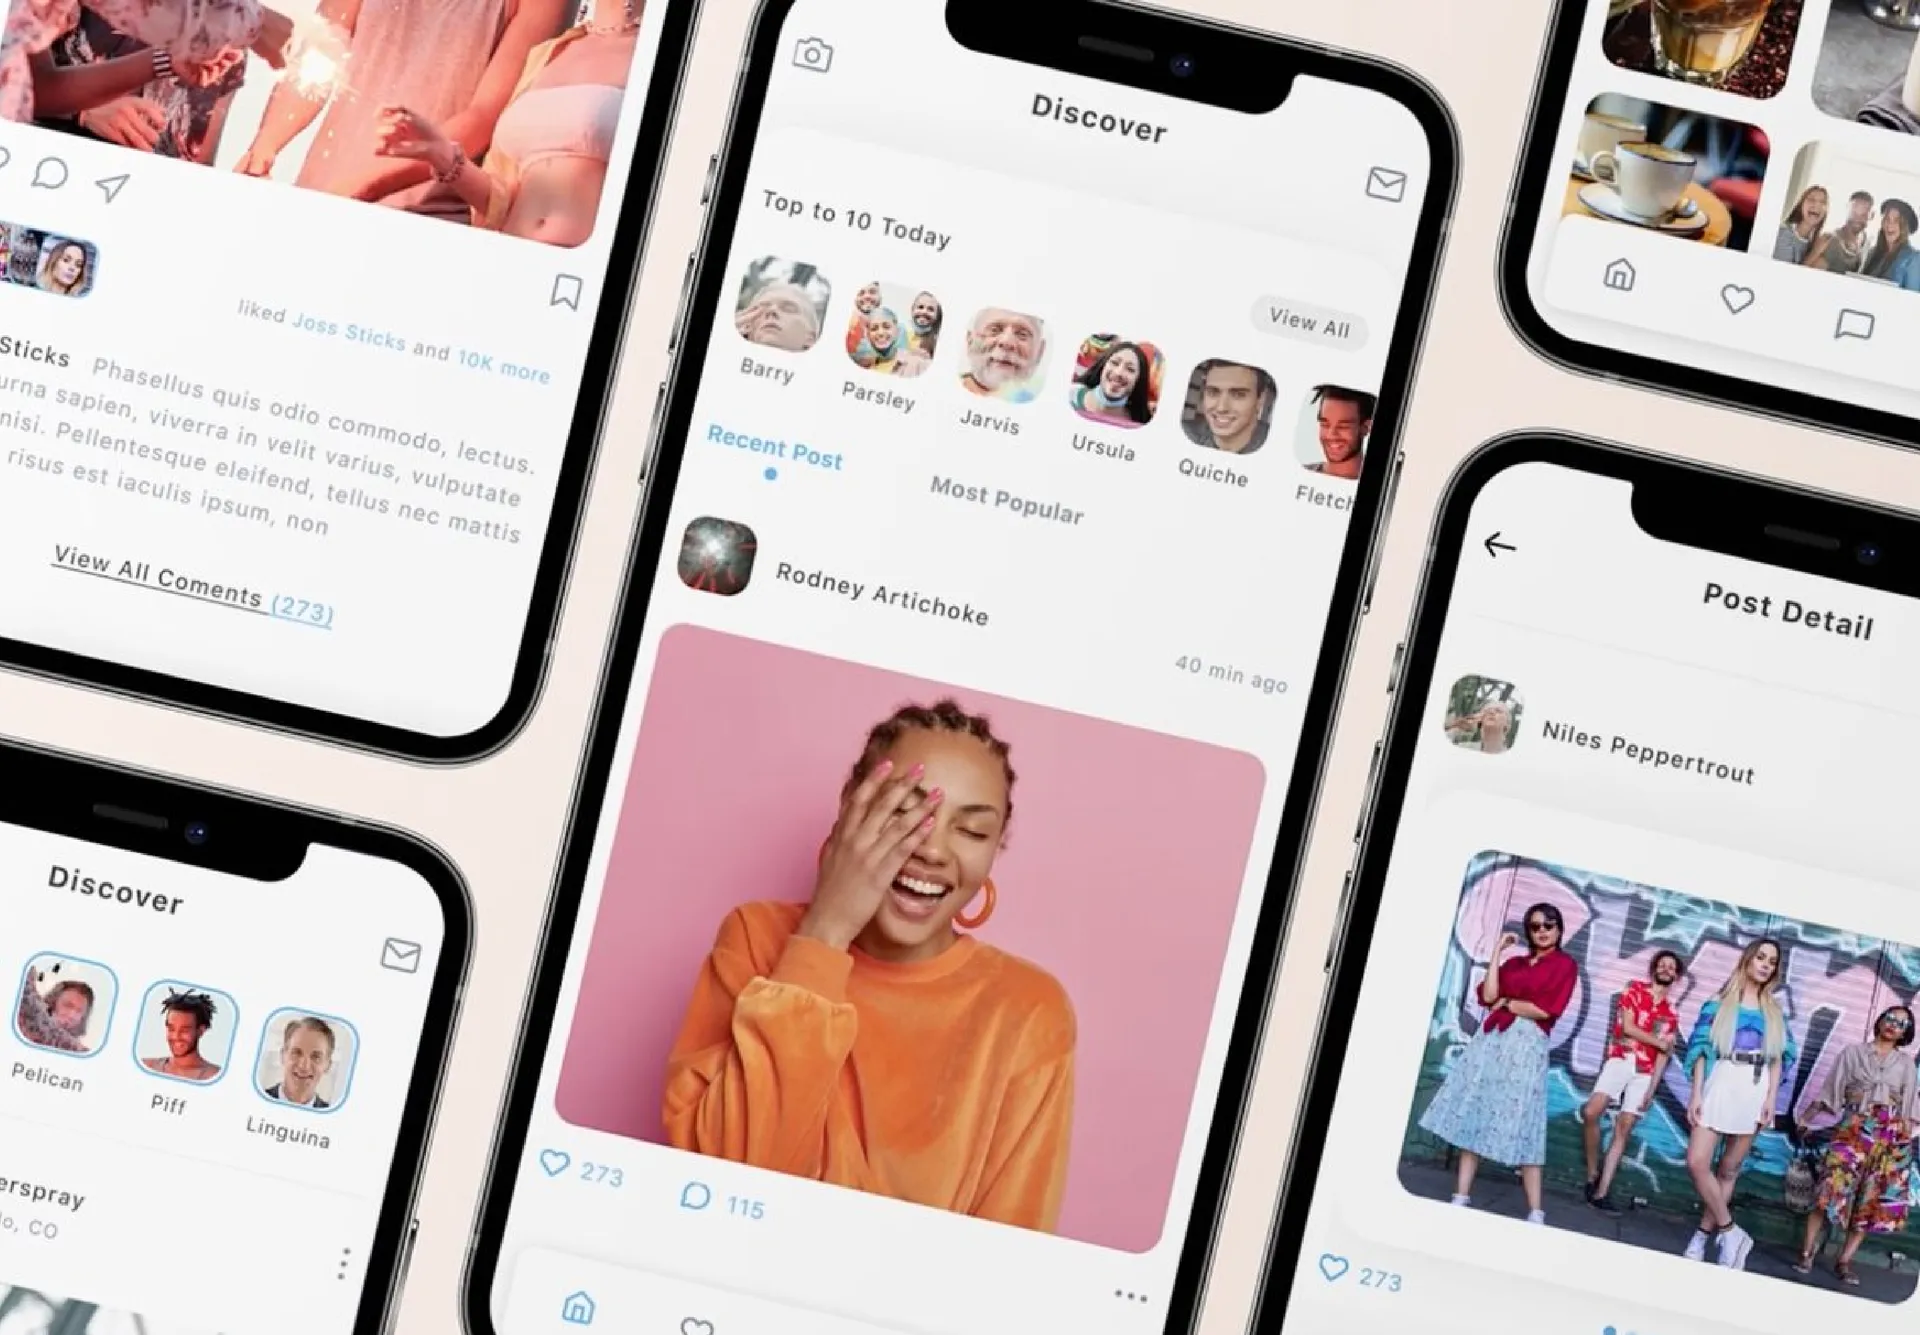 liked Joss Sticks and 10K more
Sticks Phasellus quis odio commodo, lectus.
urna sapien, viverra in velit varius, vulputate
nisi. Pellentesque eleifend, tellus nec mattis
risus est iaculis ipsum, non
View All Coments (273)
Discover
Pelican
Piff
Linguina
erspray
lo, CO
Discover
Top to 10 Today
View All
Barry
Parsley
Jarvis
Ursula
Quiche
Fletch
Recent Post
Most Popular
Rodney Artichoke
40 min ago
273
115
Post Detail
Niles Peppertrout
273